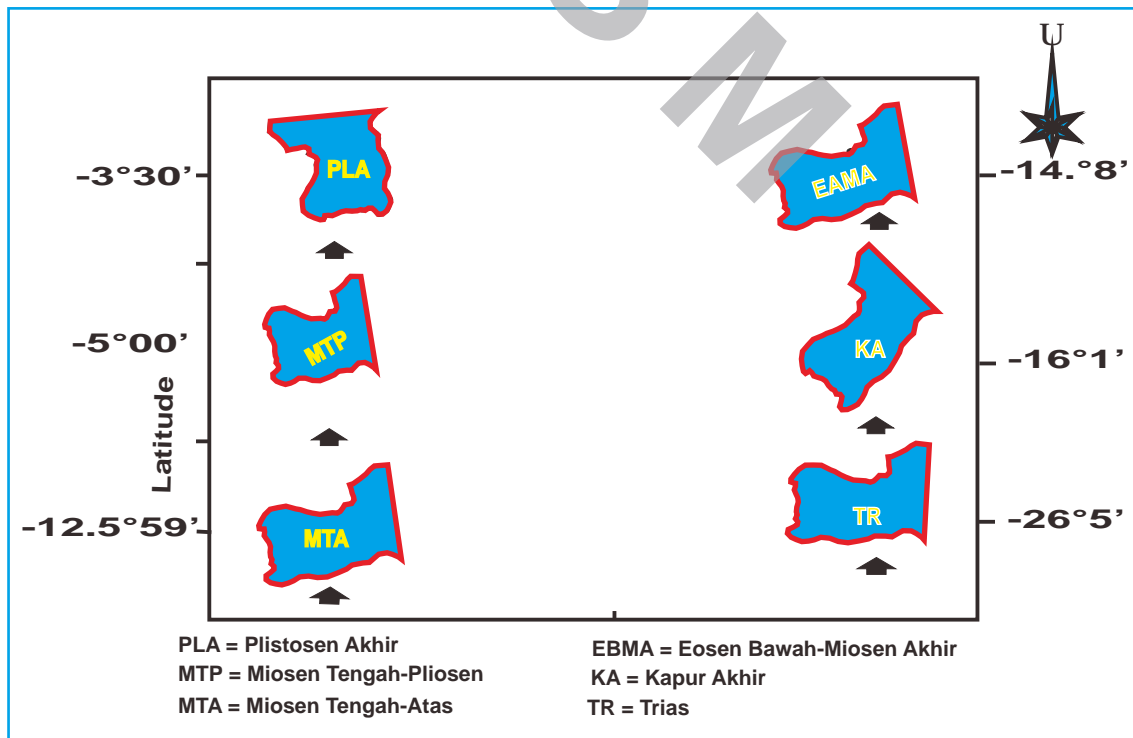 U
PLA
-3°30'
EAMA
-14.°8'
MTP
-5°00'
KA
-16°1'
Latitude
MTA
-12.5°59'
TR
-26°5'
PLA = Plistosen Akhir
MTP = Miosen Tengah-Pliosen
MTA = Miosen Tengah-Atas
EBMA = Eosen Bawah-Miosen Akhir
KA = Kapur Akhir
TR = Trias